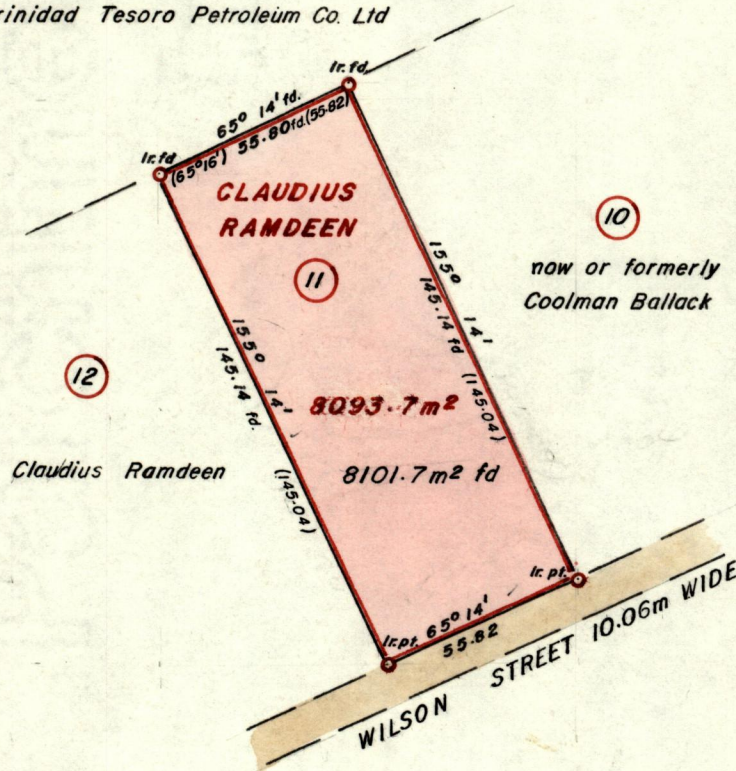 Trinidad Tesoro Petroleum Co. Ltd
Ir. fd.
65° 14' fd.
Ir. fd.
(65°16') 55.80 fd. (55.82)
CLAUDIUS
RAMDEEN
11
10
now or formerly
Coolman Ballack
155° 14'
145.14 fd (145.04)
155° 14'
145.14 fd. (145.04)
12
8093.7m²
Claudius Ramdeen
8101.7m² fd
Ir. pt.
Ir. pt. 65° 14'
55.82
WILSON STREET 10.06m WIDE